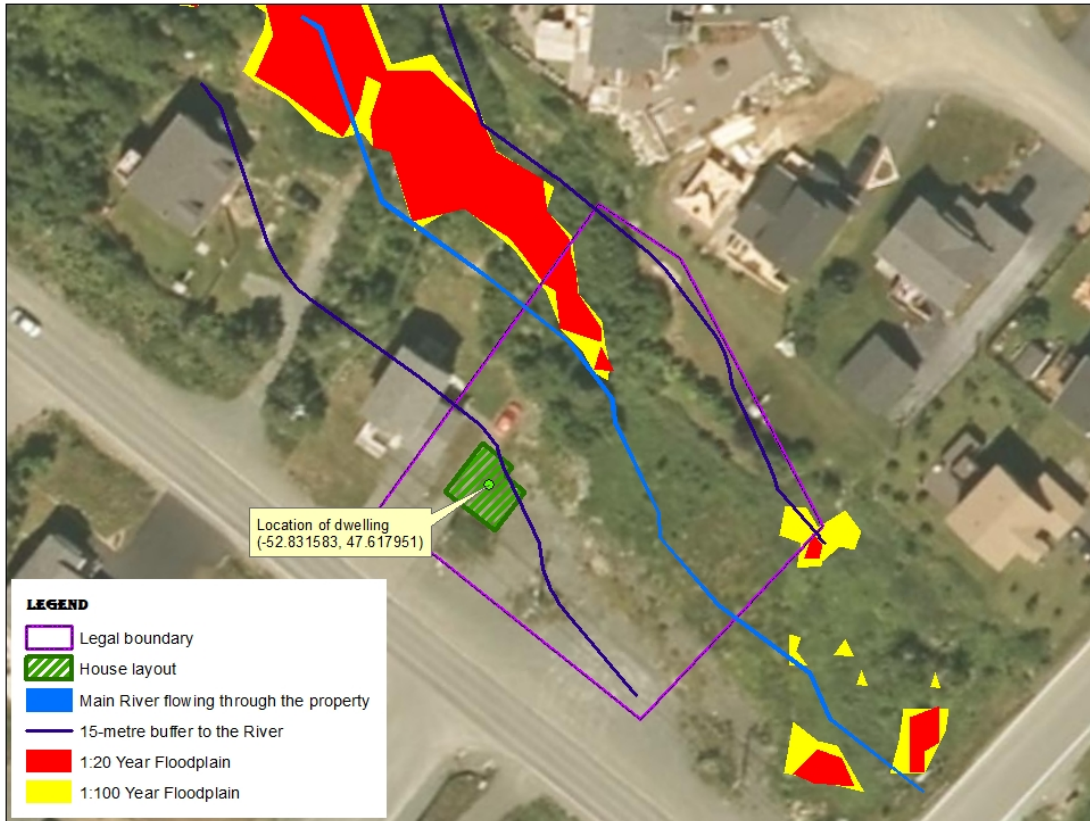 Location of dwelling
(-52.831583, 47.617951)
LEGEND
Legal boundary
House layout
Main River flowing through the property
15-metre buffer to the River
1:20 Year Floodplain
1:100 Year Floodplain